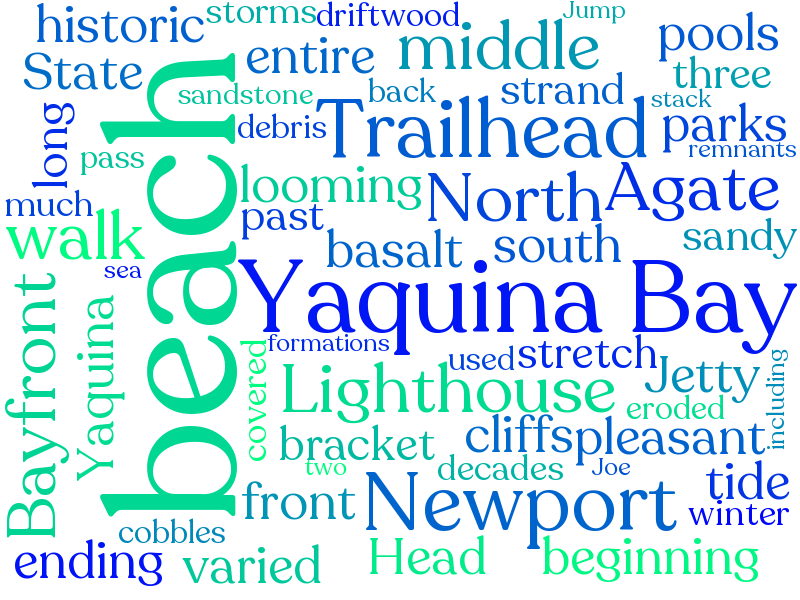 storms
driftwood
Jump
historic
middle
pools
State
entire
three
sandstone
back
strand
stack
long
debris
Trailhead
parks
remnants
pass
beach
looming
North
Agate
much
past
walk
basalt
south
sandy
sea
Yaquina Bay
Bayfront
Yaquina
formations
used
stretch
covered
Lighthouse
Jetty
including
eroded
bracket
cliffs
pleasant
two
decades
Joe
tide
front
Newport
winter
cobbles
ending
varied
Head
beginning